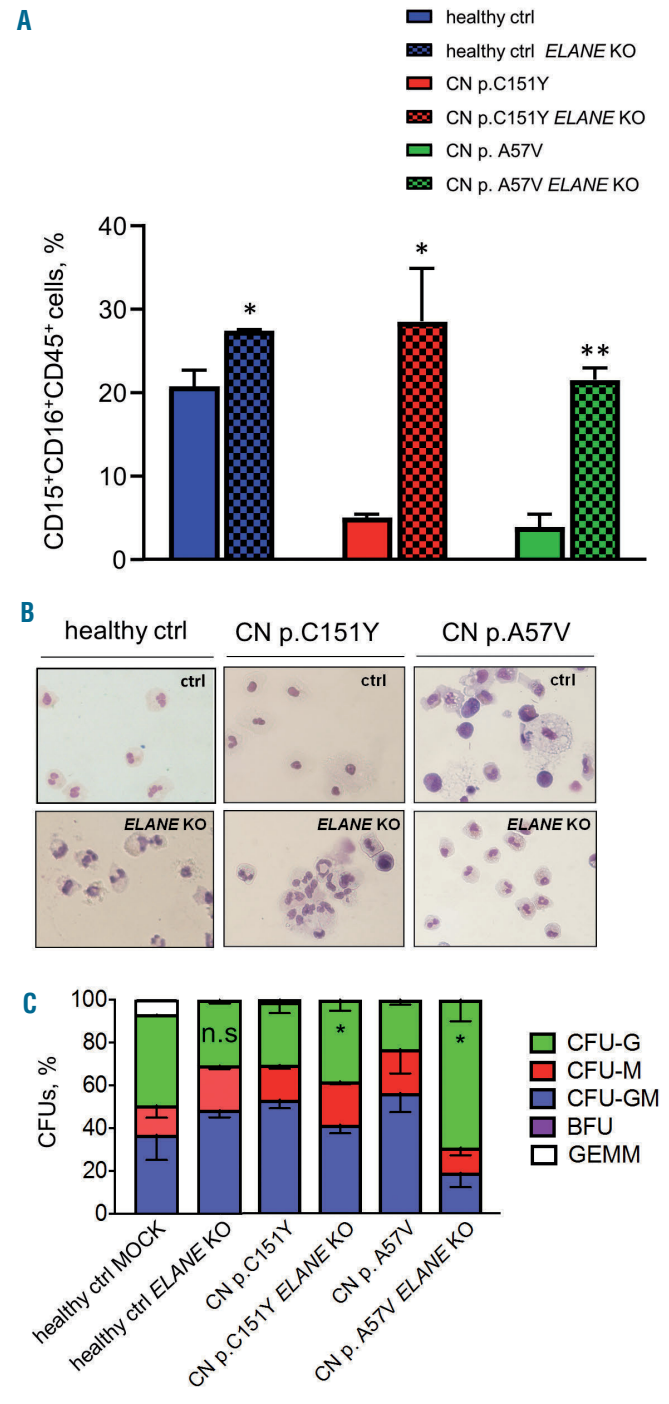 A
healthy ctrl
healthy ctrl ELANE KO
CN p.C151Y
CN p.C151Y ELANE KO
CN p. A57V
CN p. A57V ELANE KO
CD15⁺CD16⁺CD45⁺ cells, %
40
30
20
10
0
*
*
**
B
healthy ctrl
CN p.C151Y
CN p.A57V
ctrl
ctrl
ctrl
ELANE KO
ELANE KO
ELANE KO
C
CFUs, %
100
80
60
40
20
0
n.s
*
*
CFU-G
CFU-M
CFU-GM
BFU
GEMM
healthy ctrl MOCK
healthy ctrl ELANE KO
CN p.C151Y
CN p.C151Y ELANE KO
CN p. A57V
CN p. A57V ELANE KO